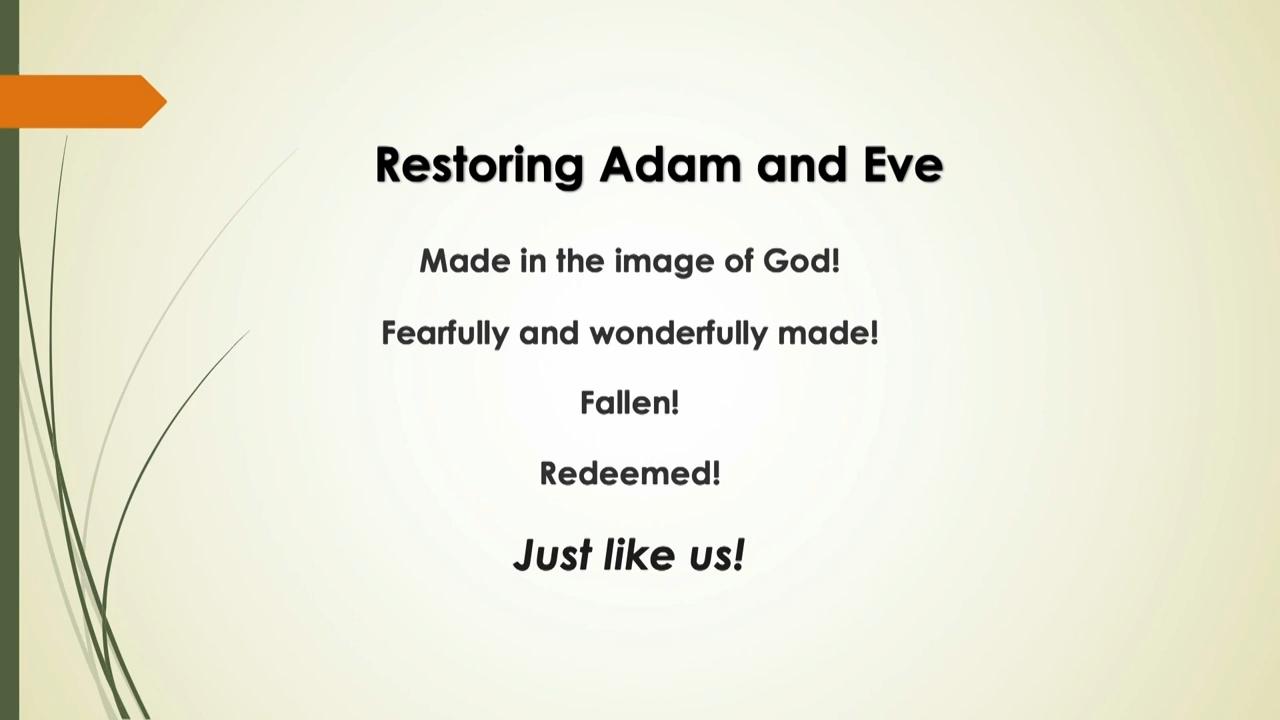 Restoring Adam and Eve
Made in the image of God!
Fearfully and wonderfully made!
Fallen!
Redeemed!
Just like us!